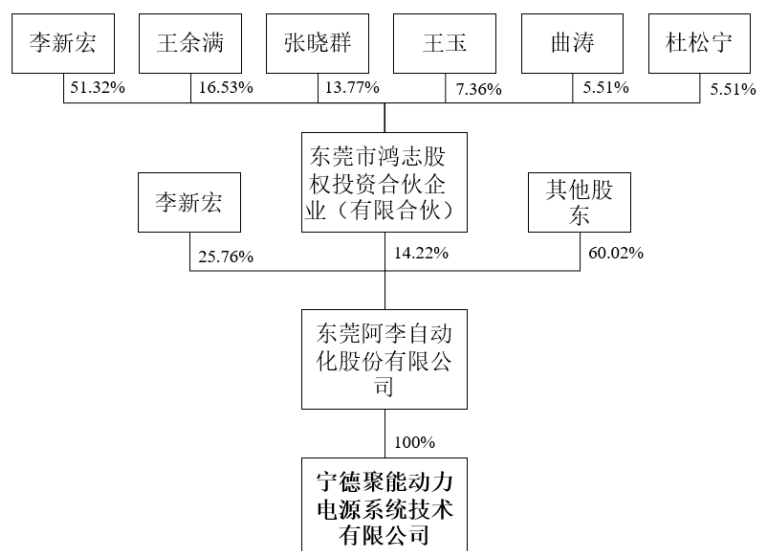 李新宏
王余满
张晓群
王玉
曲涛
杜松宁
51.32%
16.53%
13.77%
7.36%
5.51%
5.51%
东莞市鸿志股
权投资合伙企
业（有限合伙）
李新宏
其他股
东
25.76%
14.22%
60.02%
东莞阿李自动
化股份有限公
司
100%
宁德聚能动力
电源系统技术
有限公司